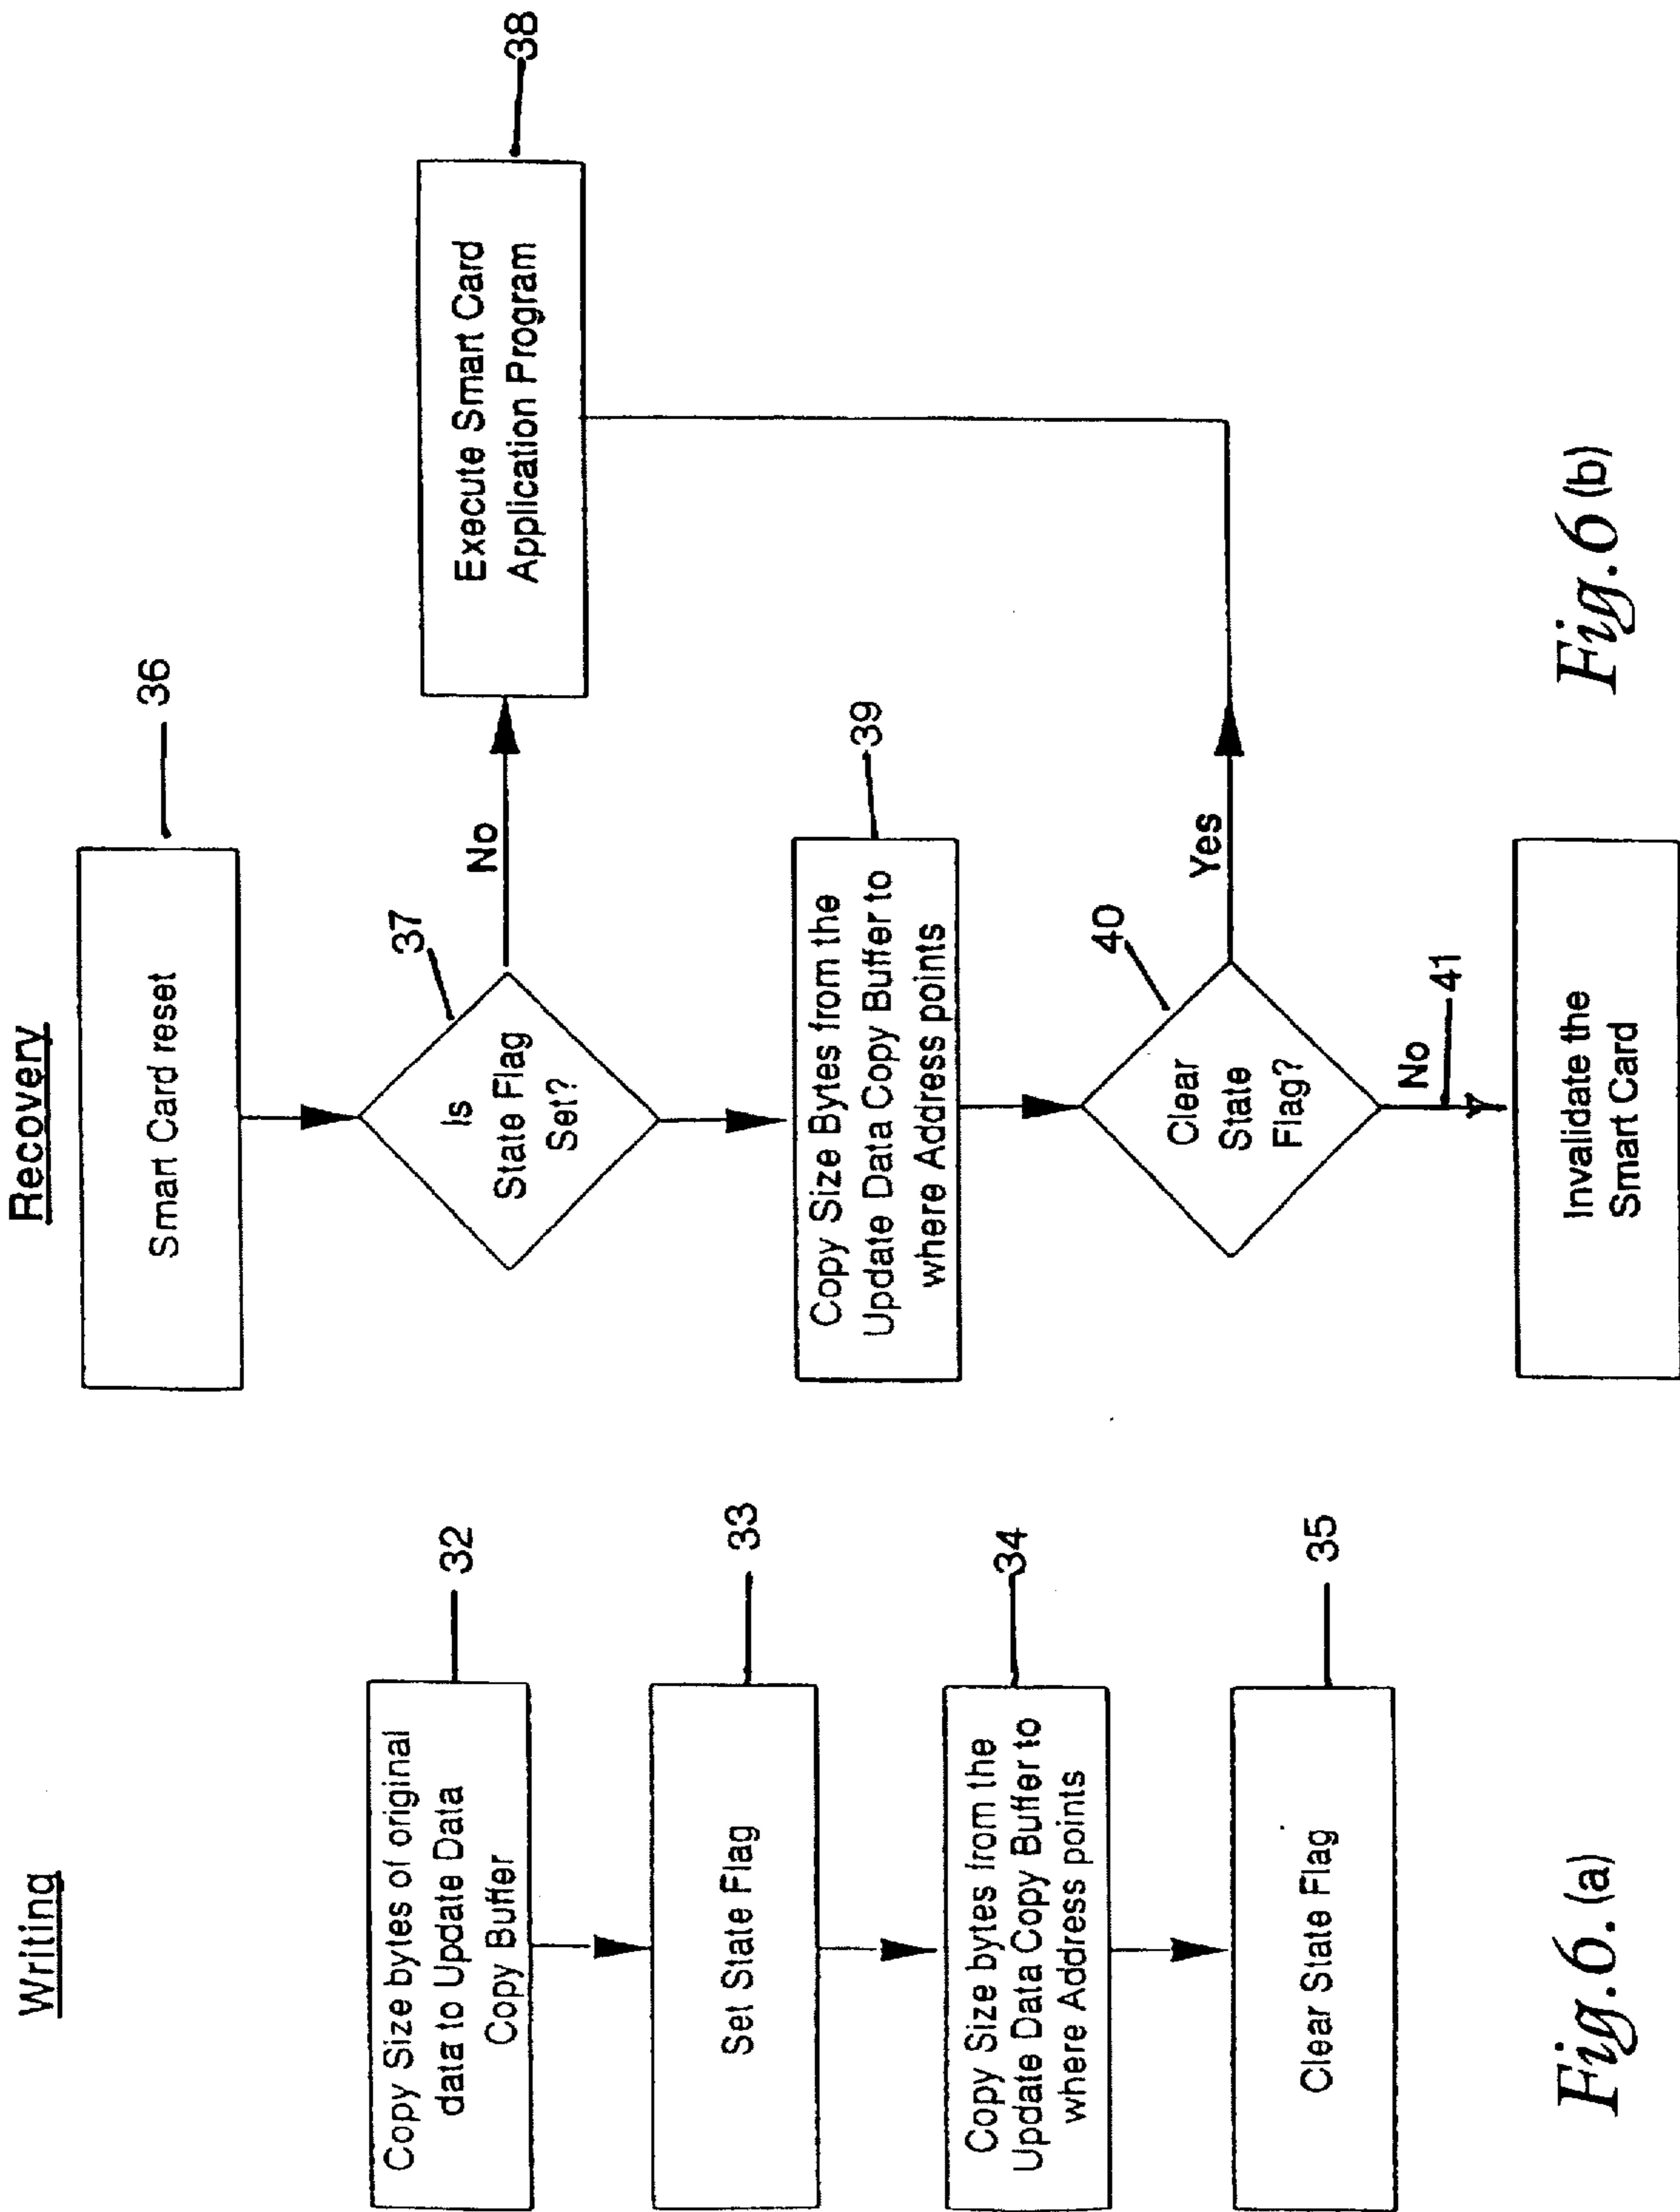 Writing
Copy Size bytes of original
data to Update Data
Copy Buffer
32
Set State Flag
33
Copy Size bytes from the
Update Data Copy Buffer to
where Address points
34
Clear State Flag
35
Fig.6.(a)
Recovery
Smart Card reset
36
Is
State Flag
Set?
37
No
Execute Smart Card
Application Program
38
Copy Size Bytes from the
Update Data Copy Buffer to
where Address points
39
Clear
State
Flag?
40
Yes
No
41
Invalidate the
Smart Card
Fig.6 (b)